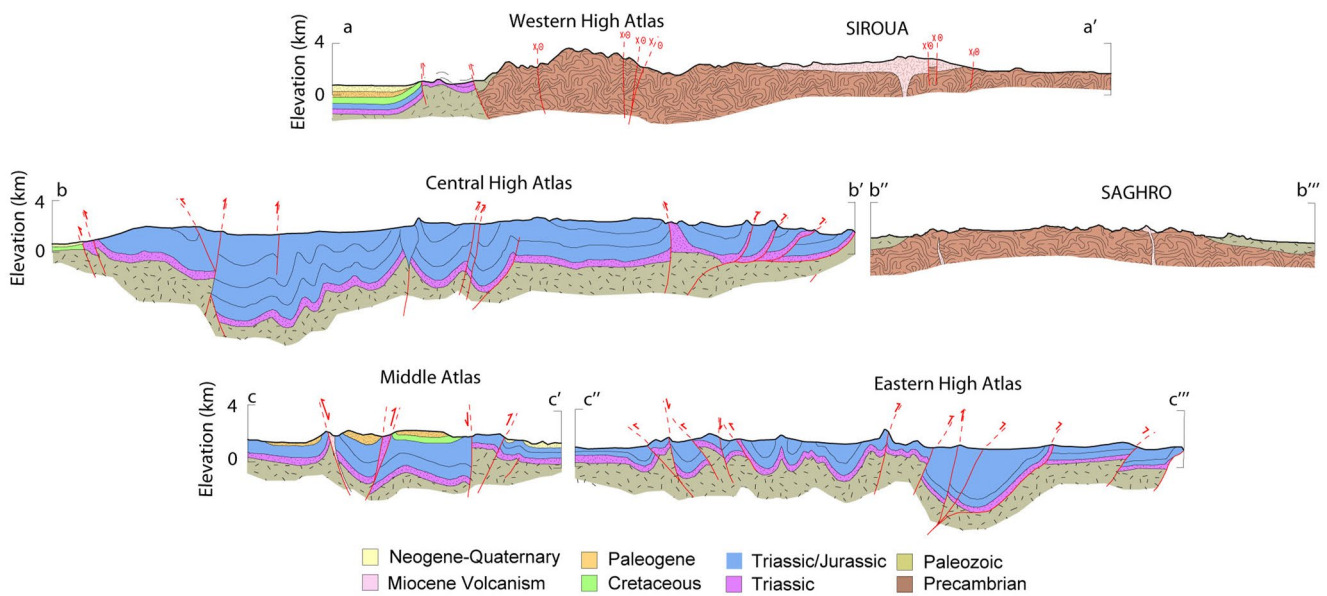 Western High Atlas
SIROUA
a
a'
Elevation (km)
4
0
Central High Atlas
SAGHRO
b
b'
b''
b'''
Elevation (km)
4
0
Middle Atlas
Eastern High Atlas
c
c'
c''
c'''
Elevation (km)
4
0
Neogene-Quaternary
Paleogene
Triassic/Jurassic
Paleozoic
Miocene Volcanism
Cretaceous
Triassic
Precambrian